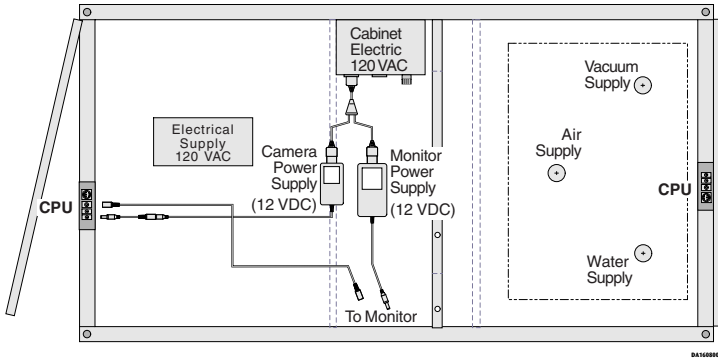 Cabinet
Electric
120 VAC
Vacuum
Supply
Electrical
Supply
120 VAC
Camera
Power
Supply
(12 VDC)
Monitor
Power
Supply
(12 VDC)
Air
Supply
CPU
CPU
Water
Supply
To Monitor